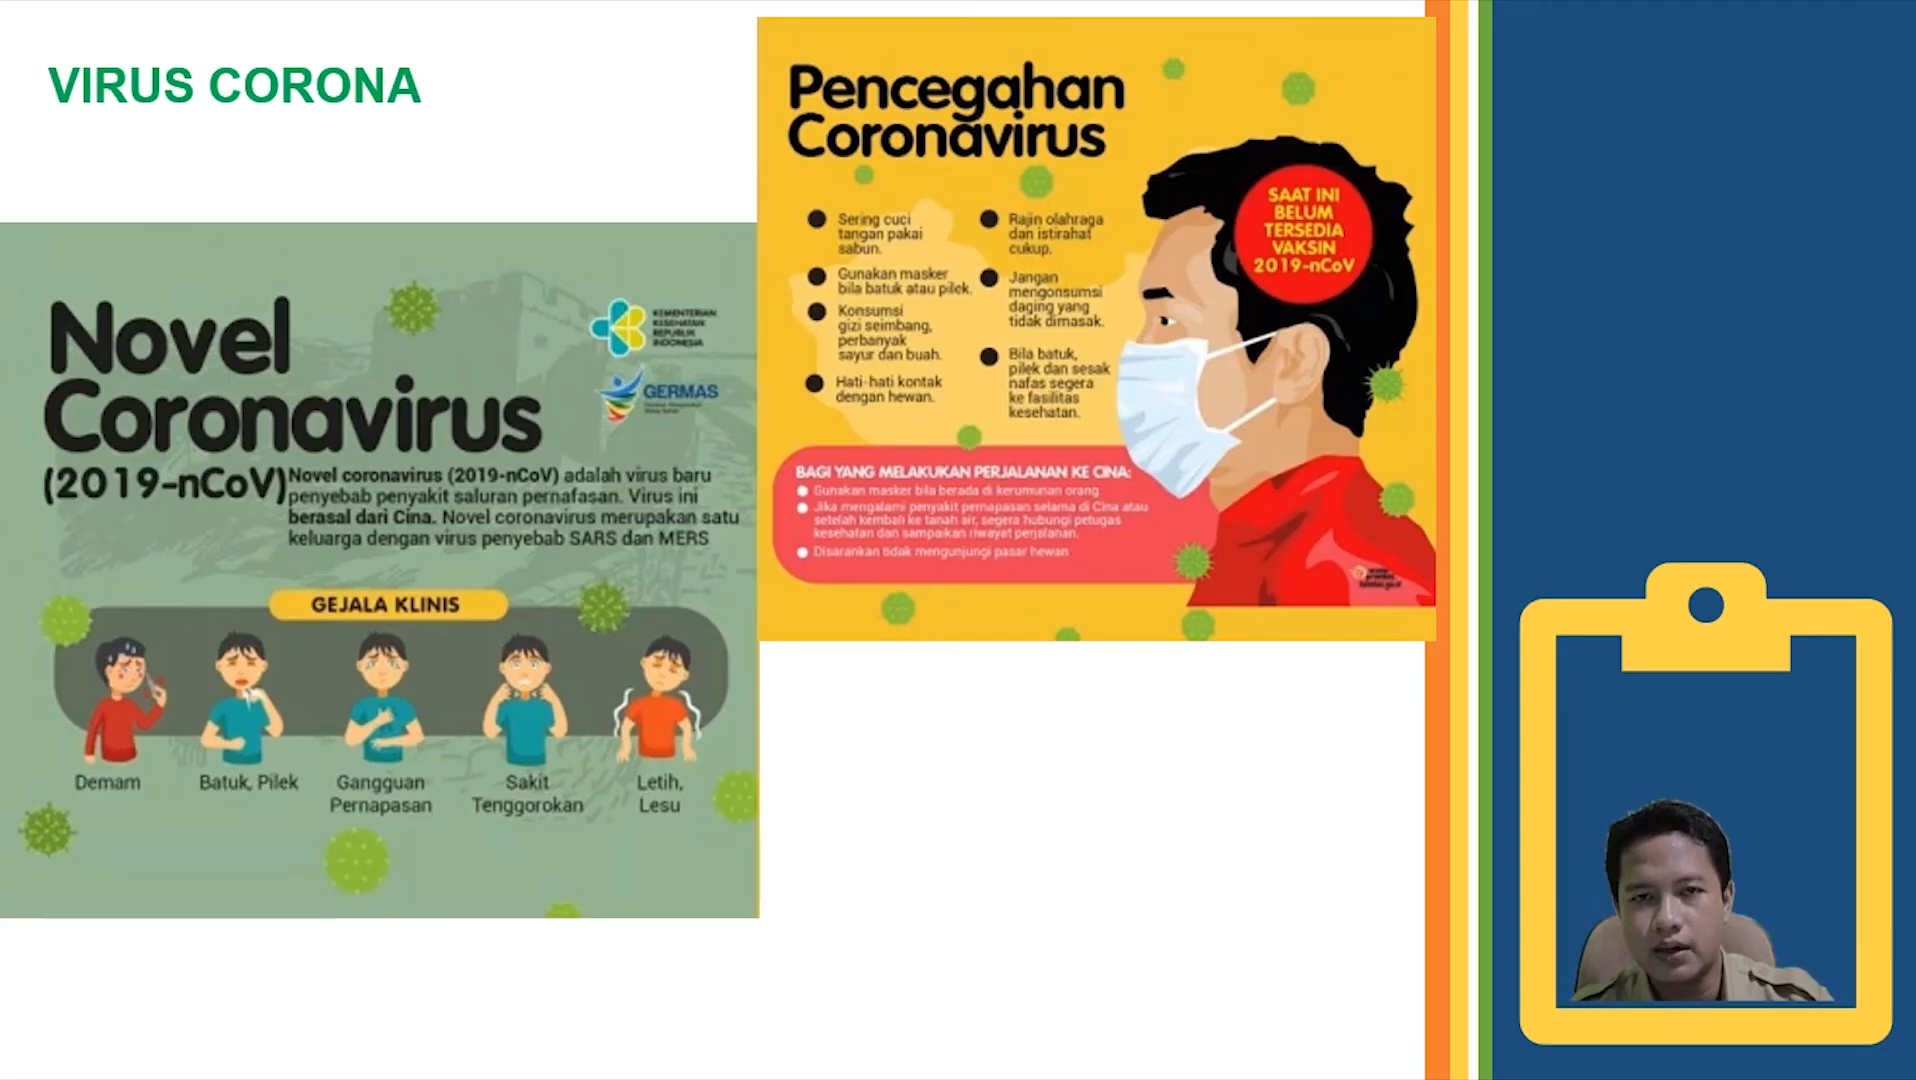 VIRUS CORONA
Novel
Coronavirus
(2019-nCoV)
KEMENTERIAN
KESEHATAN
REPUBLIK
INDONESIA
GERMAS
Novel coronavirus (2019-nCoV) adalah virus baru
penyebab penyakit saluran pernafasan. Virus ini
berasal dari Cina. Novel coronavirus merupakan satu
keluarga dengan virus penyebab SARS dan MERS
GEJALA KLINIS
Demam
Batuk, Pilek
Gangguan
Pernapasan
Sakit
Tenggorokan
Letih,
Lesu
Pencegahan
Coronavirus
SAAT INI
BELUM
TERSEDIA
VAKSIN
2019-nCoV
Sering cuci
tangan pakai
sabun.
Gunakan masker
bila batuk atau pilek.
Konsumsi
gizi seimbang,
perbanyak
sayur dan buah.
Hati-hati kontak
dengan hewan.
Rajin olahraga
dan istirahat
cukup.
Jangan
mengonsumsi
daging yang
tidak dimasak.
Bila batuk,
pilek dan sesak
nafas segera
ke fasilitas
kesehatan.
BAGI YANG MELAKUKAN PERJALANAN KE CINA:
Gunakan masker bila berada di kerumunan orang
Jika mengalami penyakit pernapasan selama di Cina atau
setelah kembali ke tanah air, segera hubungi petugas
kesehatan dan sampaikan riwayat perjalanan.
Disarankan tidak mengunjungi pasar hewan